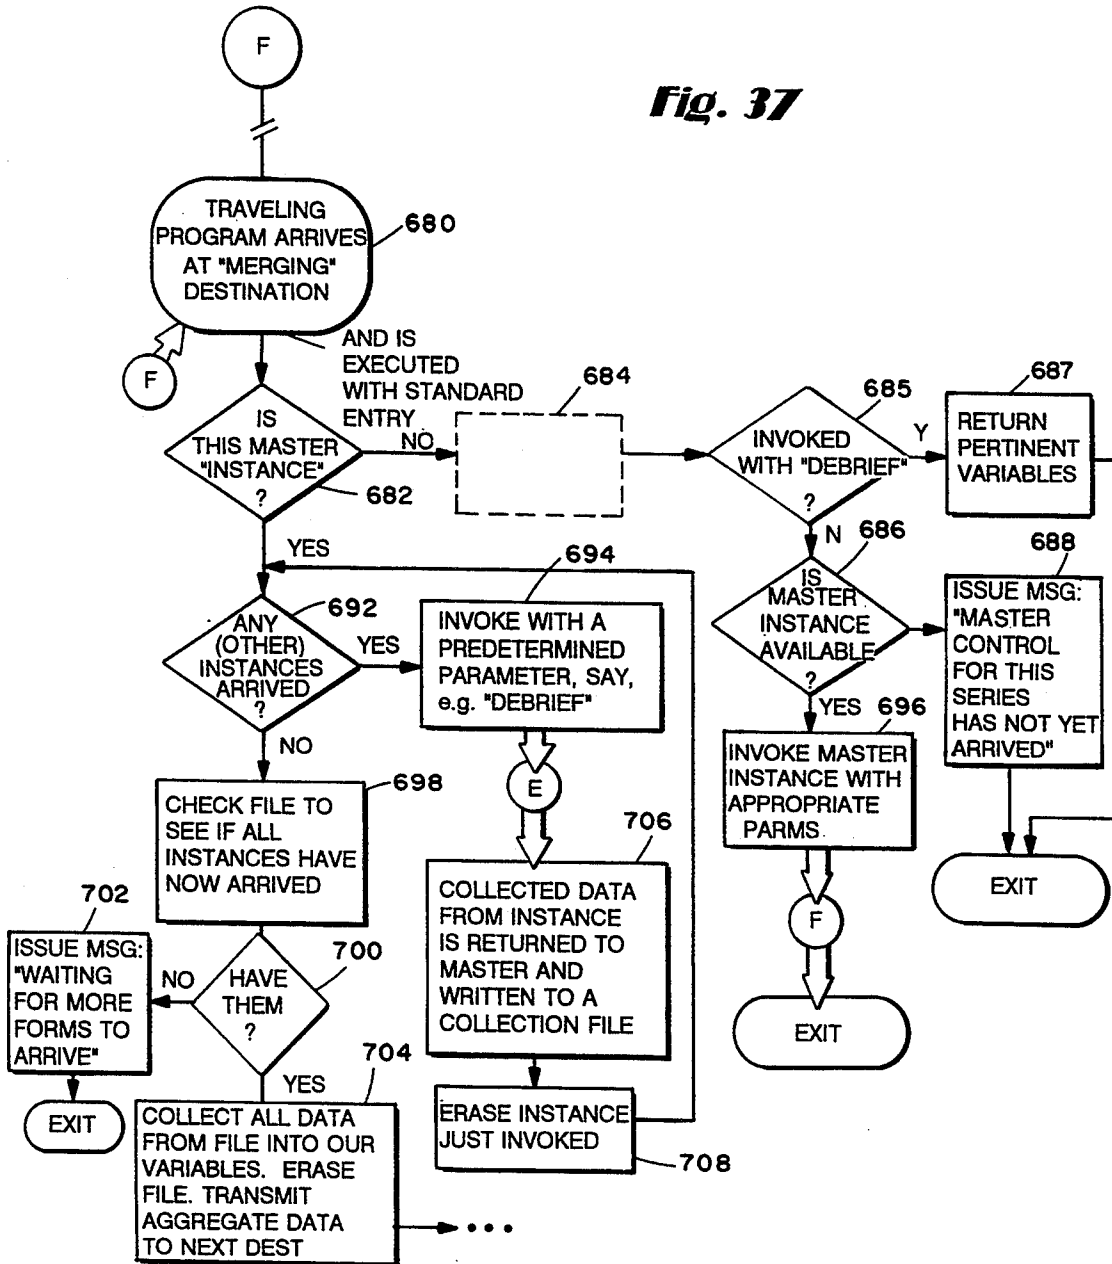 F
Fig. 37
TRAVELING
PROGRAM ARRIVES
AT "MERGING"
DESTINATION
680
F
AND IS
EXECUTED
WITH STANDARD
ENTRY
IS
THIS MASTER
"INSTANCE"
?
682
NO
684
INVOKED
WITH "DEBRIEF"
?
685
Y
687
RETURN
PERTINENT
VARIABLES
N
686
IS
MASTER
INSTANCE
AVAILABLE
?
688
ISSUE MSG:
"MASTER
CONTROL
FOR THIS
SERIES
HAS NOT YET
ARRIVED"
EXIT
YES
696
INVOKE MASTER
INSTANCE WITH
APPROPRIATE
PARMS
F
EXIT
YES
692
ANY
(OTHER)
INSTANCES
ARRIVED
?
YES
694
INVOKE WITH A
PREDETERMINED
PARAMETER, SAY,
e.g. "DEBRIEF"
E
706
COLLECTED DATA
FROM INSTANCE
IS RETURNED TO
MASTER AND
WRITTEN TO A
COLLECTION FILE
ERASE INSTANCE
JUST INVOKED
708
NO
698
CHECK FILE TO
SEE IF ALL
INSTANCES HAVE
NOW ARRIVED
700
HAVE
THEM
?
NO
702
ISSUE MSG:
"WAITING
FOR MORE
FORMS TO
ARRIVE"
EXIT
YES
704
COLLECT ALL DATA
FROM FILE INTO OUR
VARIABLES. ERASE
FILE. TRANSMIT
AGGREGATE DATA
TO NEXT DEST
• • •